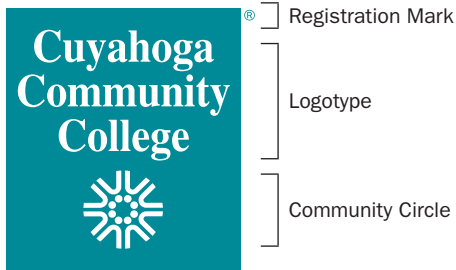 Cuyahoga
Community
College
®
Registration Mark
Logotype
Community Circle